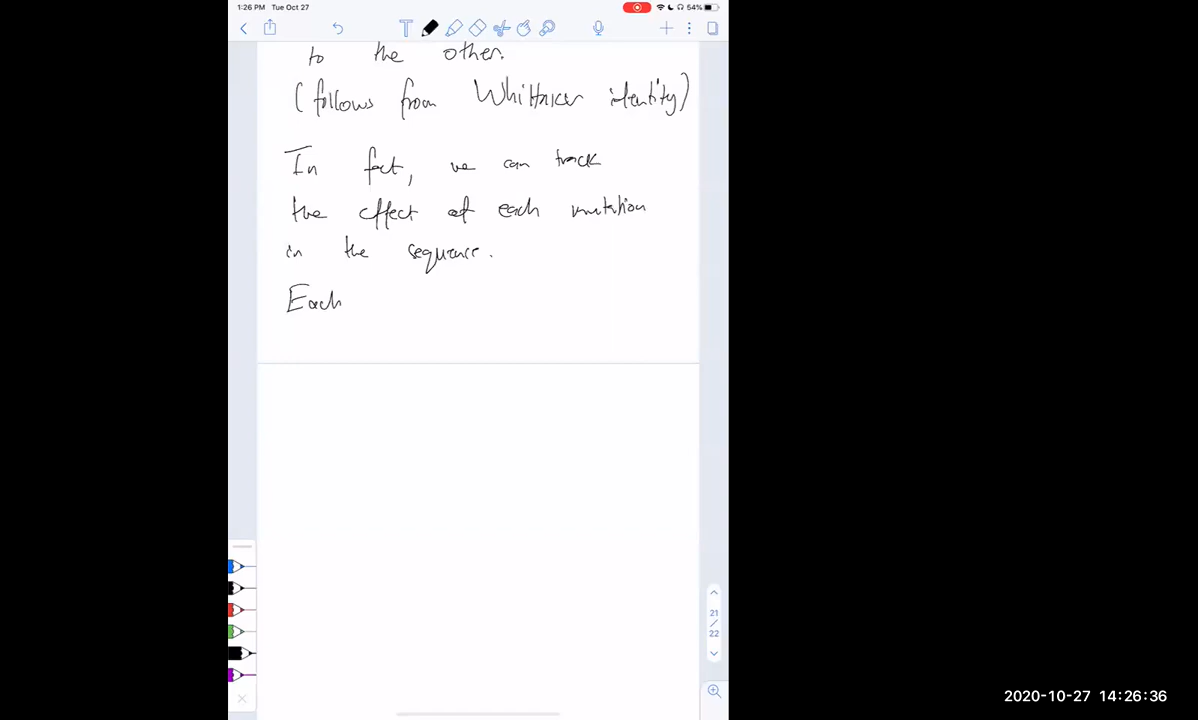 1:26 PM Tue Oct 27
54%
to the other.
(follows from Whittaker identity)
In fact, we can track
the effect of each mutation
in the sequence.
Each
21
/
22
2020-10-27 14:26:36